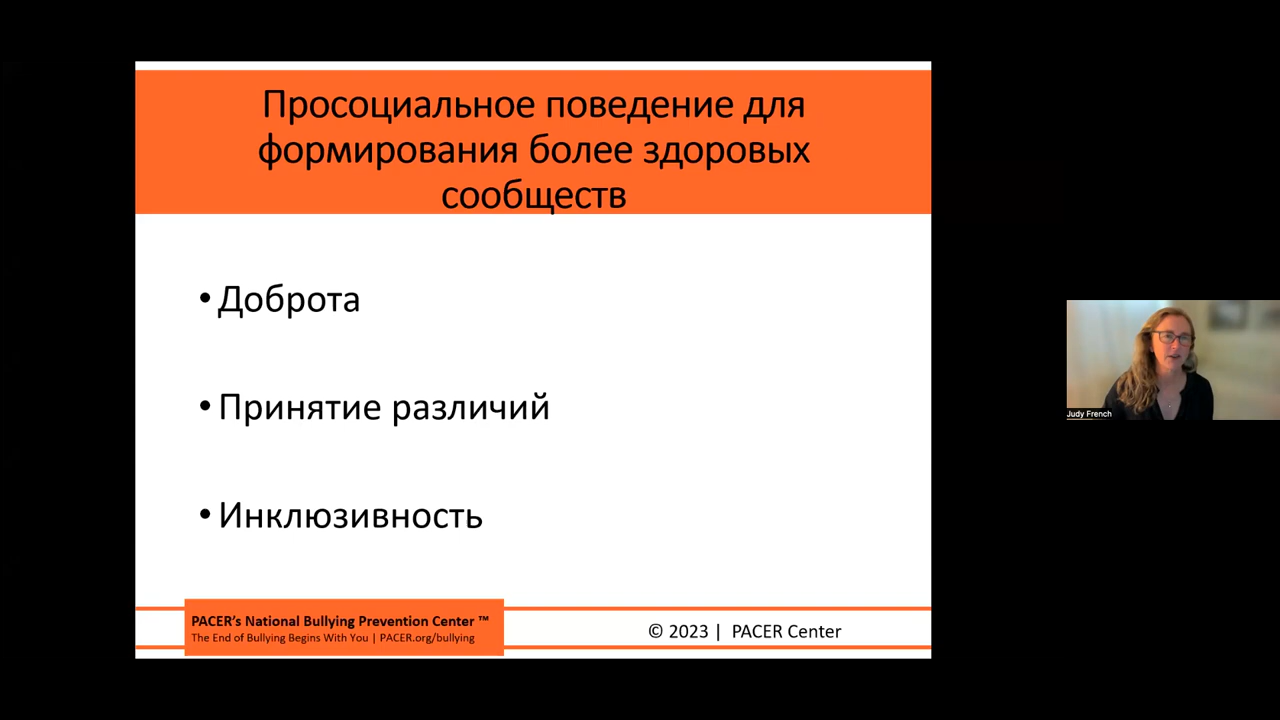 Просоциальное поведение для
формирования более здоровых
сообществ
• Доброта
• Принятие различий
• Инклюзивность
PACER's National Bullying Prevention Center ™
The End of Bullying Begins With You | PACER.org/bullying
© 2023 | PACER Center
Judy French